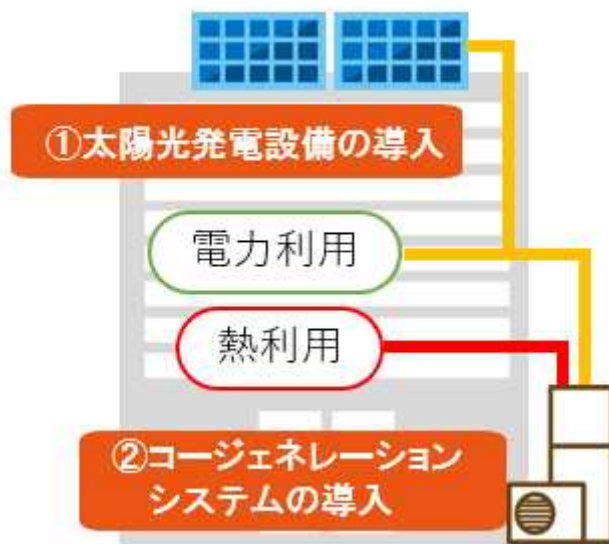 ①太陽光発電設備の導入
電力利用
熱利用
②コージェネレーション
システムの導入